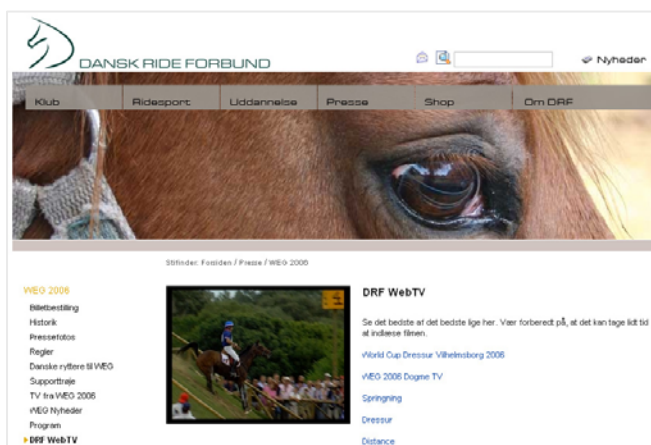 DANSK RIDE FORBUND
Nyheder
Klub Ridesport Uddannelse Presse Shop Om DRF
Stifinder: Forsiden / Presse / WEG 2006
WEG 2006
Billetbestilling
Historik
Pressefotos
Regler
Danske ryttere til WEG
Supportertrøje
TV fra WEG 2006
WEG Nyheder
Program
DRF WebTV
DRF WebTV
Se det bedste af det bedste lige her. Vær forberedt på, at det kan tage lidt tid
at indlæse filmen.
World Cup Dressur Vilhelmsborg 2006
WEG 2006 Dogme TV
Springning
Dressur
Distance